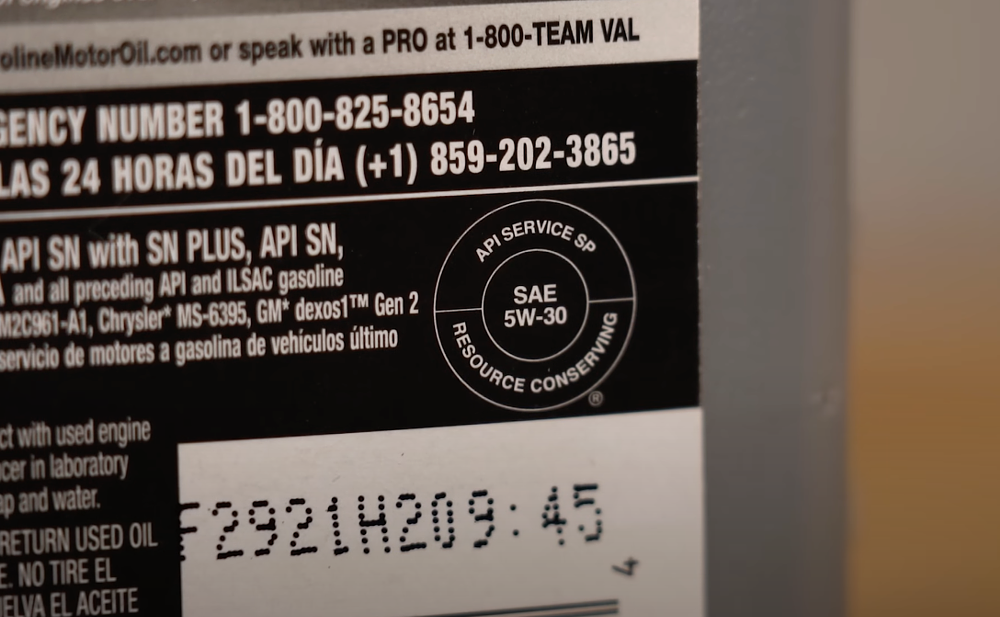 olineMotorOil.com or speak with a PRO at 1-800-TEAM VAL
GENCY NUMBER 1-800-825-8654
LAS 24 HORAS DEL DÍA (+1) 859-202-3865
API SN with SN PLUS, API SN,
and all preceding API and ILSAC gasoline
M2C961-A1, Chrysler* MS-6395, GM* dexos1™ Gen 2
servicio de motores a gasolina de vehículos último
API SERVICE SP
SAE
5W-30
RESOURCE CONSERVING
®
ct with used engine
cer in laboratory
ap and water.
RETURN USED OIL
E. NO TIRE EL
UELVA EL ACEITE
F2921H209:45
4